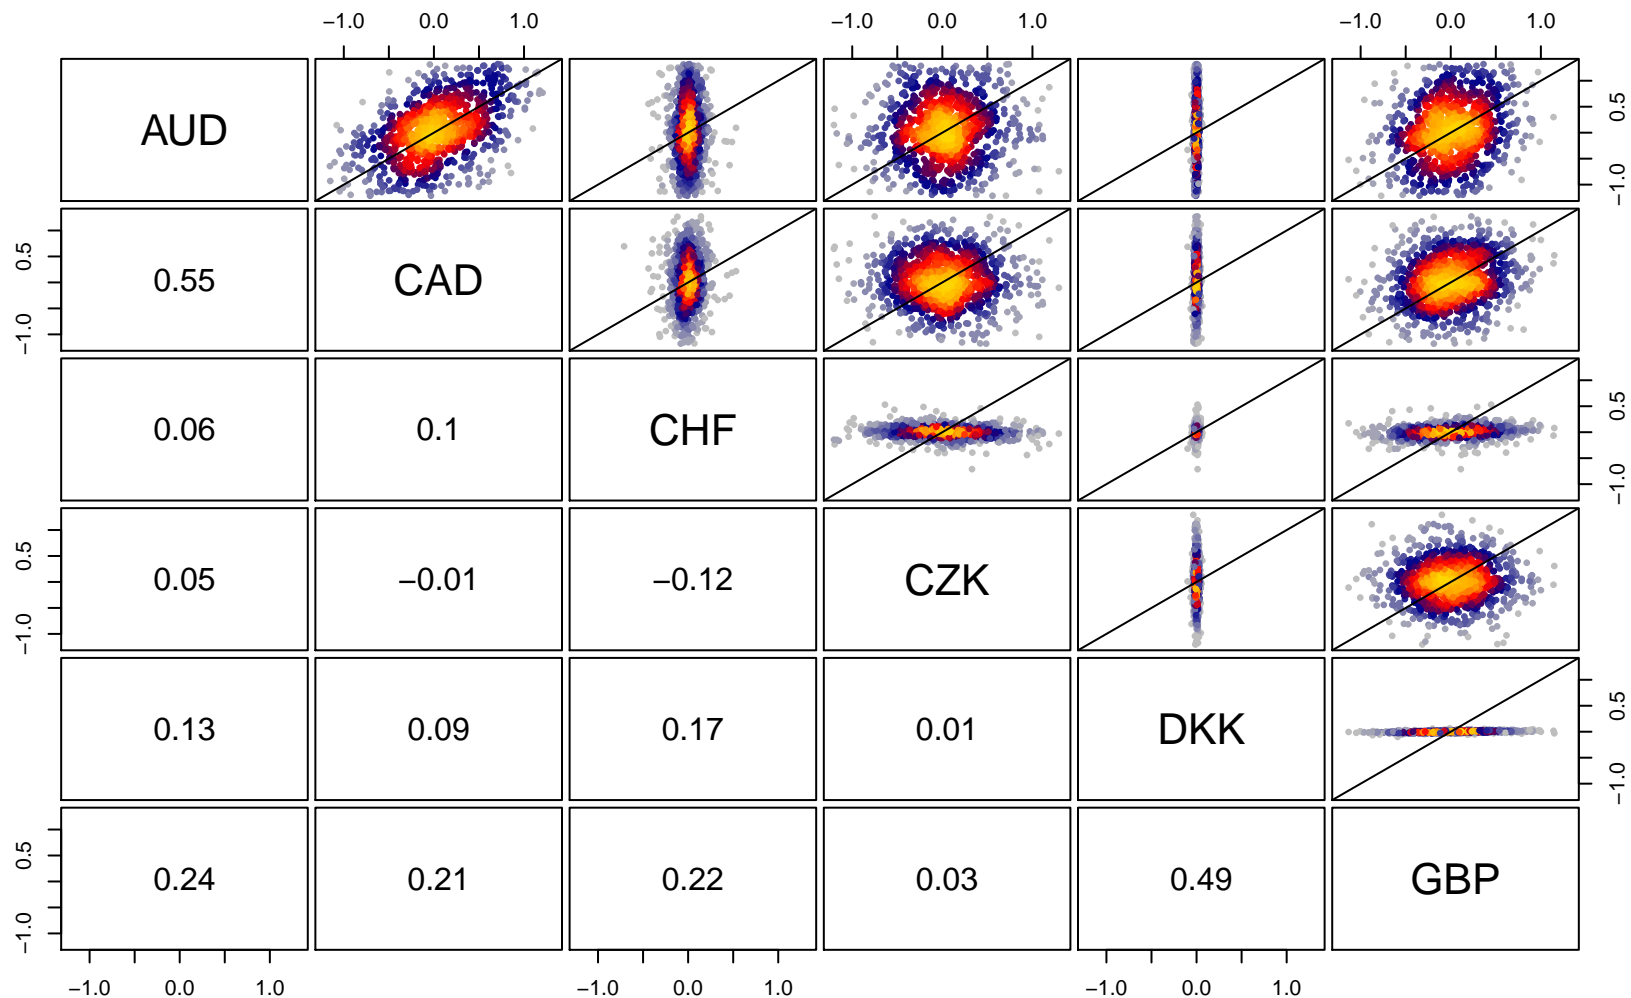 −1.0 0.0 1.0 −1.0 0.0 1.0 −1.0 0.0 1.0
AUD 0.5 −1.0
0.5 −1.0 0.55 CAD
0.06 0.1 CHF 0.5 −1.0
0.5 −1.0 0.05 −0.01 −0.12 CZK
0.13 0.09 0.17 0.01 DKK 0.5 −1.0
0.5 −1.0 0.24 0.21 0.22 0.03 0.49 GBP
−1.0 0.0 1.0 −1.0 0.0 1.0 −1.0 0.0 1.0